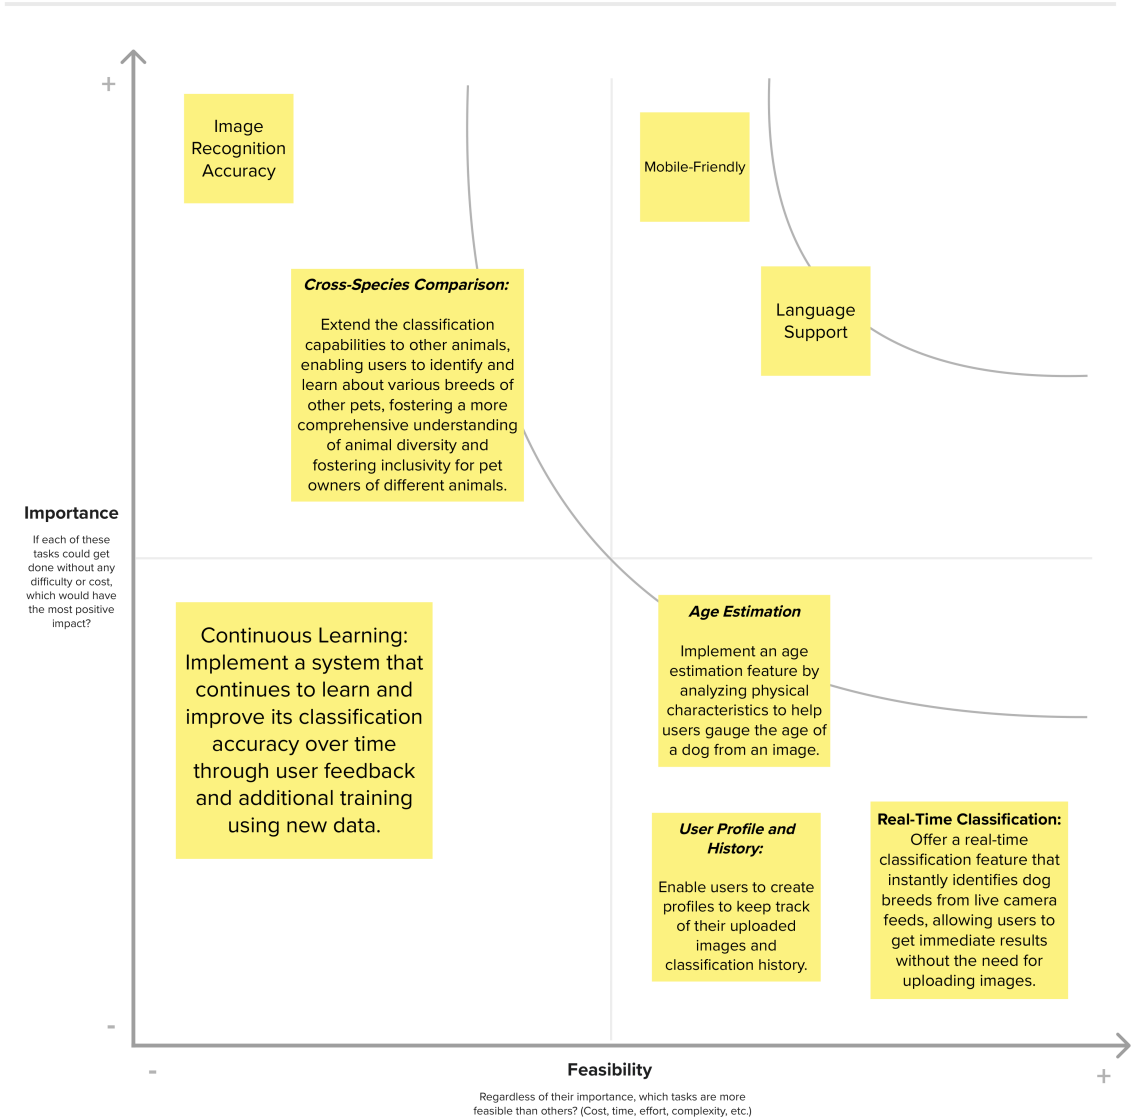 +
Image
Recognition
Accuracy
Mobile-Friendly
Cross-Species Comparison:
Extend the classification
capabilities to other animals,
enabling users to identify and
learn about various breeds of
other pets, fostering a more
comprehensive understanding
of animal diversity and
fostering inclusivity for pet
owners of different animals.
Language
Support
Importance
If each of these
tasks could get
done without any
difficulty or cost,
which would have
the most positive
impact?
Continuous Learning:
Implement a system that
continues to learn and
improve its classification
accuracy over time
through user feedback
and additional training
using new data.
Age Estimation
Implement an age
estimation feature by
analyzing physical
characteristics to help
users gauge the age of
a dog from an image.
User Profile and
History:
Enable users to create
profiles to keep track
of their uploaded
images and
classification history.
Real-Time Classification:
Offer a real-time
classification feature that
instantly identifies dog
breeds from live camera
feeds, allowing users to
get immediate results
without the need for
uploading images.
-
-
Feasibility
+
Regardless of their importance, which tasks are more
feasible than others? (Cost, time, effort, complexity, etc.)